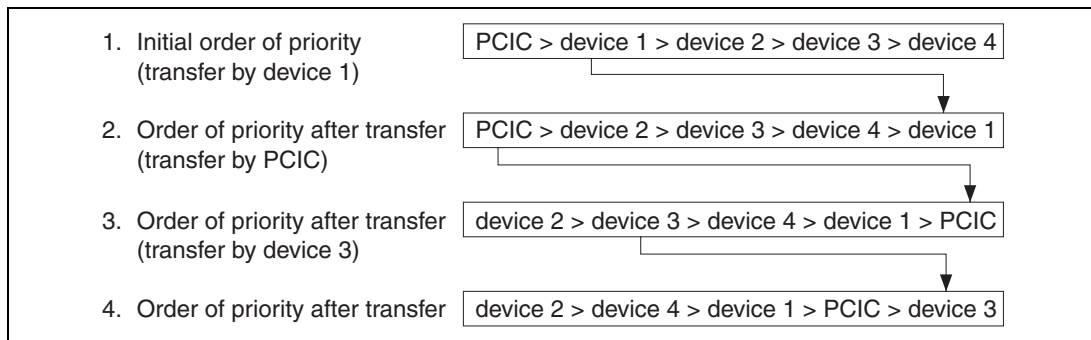 1. Initial order of priority
(transfer by device 1)
PCIC > device 1 > device 2 > device 3 > device 4
2. Order of priority after transfer
(transfer by PCIC)
PCIC > device 2 > device 3 > device 4 > device 1
3. Order of priority after transfer
(transfer by device 3)
device 2 > device 3 > device 4 > device 1 > PCIC
4. Order of priority after transfer
device 2 > device 4 > device 1 > PCIC > device 3